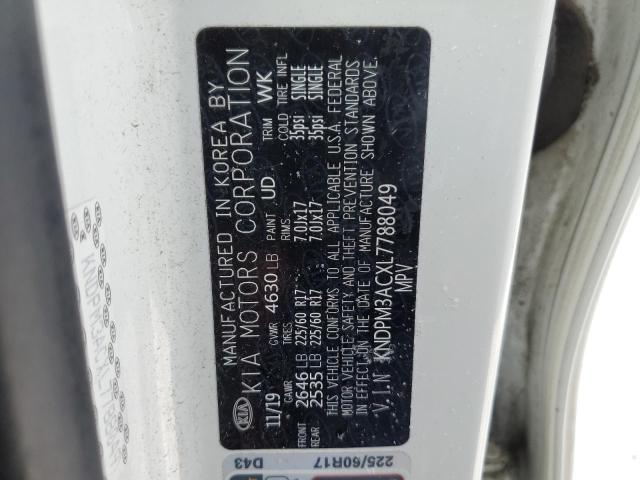 MANUFACTURED IN KOREA BY
KIA KIA MOTORS CORPORATION
11/19 GVWR 4630 LB PAINT UD TRIM WK
GAWR TIRES RIMS COLD TIRE INFL
FRONT 2646 LB 225/60 R17 7.0Jx17 35psi SINGLE
REAR 2535 LB 225/60 R17 7.0Jx17 35psi SINGLE
THIS VEHICLE CONFORMS TO ALL APPLICABLE U.S.A. FEDERAL
MOTOR VEHICLE SAFETY AND THEFT PREVENTION STANDARDS
IN EFFECT ON THE DATE OF MANUFACTURE SHOWN ABOVE.
V.I.N KNDPM3ACXL7788049
MPV
225/60R17 D43